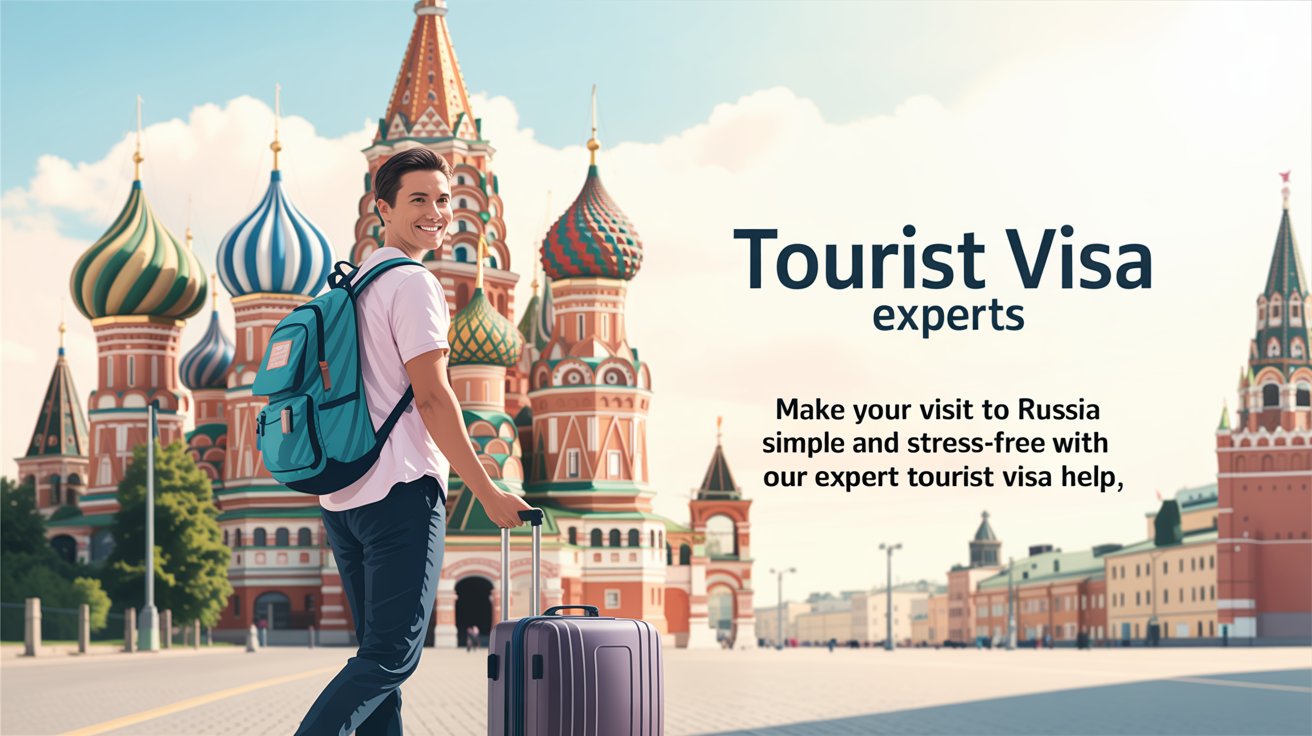 Tourist Visa
experts
Make your visit to Russia
simple and stress-free with
our expert tourist visa help,